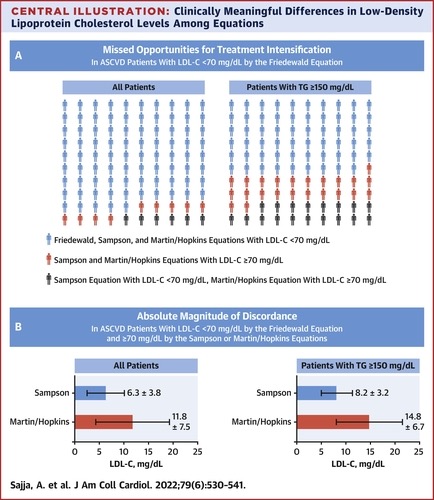 CENTRAL ILLUSTRATION: Clinically Meaningful Differences in Low-Density
Lipoprotein Cholesterol Levels Among Equations
A
Missed Opportunities for Treatment Intensification
In ASCVD Patients With LDL-C <70 mg/dL by the Friedewald Equation
All Patients
Patients With TG ≥150 mg/dL
Friedewald, Sampson, and Martin/Hopkins Equations With LDL-C <70 mg/dL
Sampson and Martin/Hopkins Equations With LDL-C ≥70 mg/dL
Sampson Equation With LDL-C <70 mg/dL, Martin/Hopkins Equation With LDL-C ≥70 mg/dL
B
Absolute Magnitude of Discordance
In ASCVD Patients With LDL-C <70 mg/dL by the Friedewald Equation
and ≥70 mg/dL by the Sampson or Martin/Hopkins Equations
All Patients
Sampson
6.3 ± 3.8
Martin/Hopkins
11.8
± 7.5
0 5 10 15 20 25
LDL-C, mg/dL
Patients With TG ≥150 mg/dL
Sampson
8.2 ± 3.2
Martin/Hopkins
14.8
± 6.7
0 5 10 15 20 25
LDL-C, mg/dL
Sajja, A. et al. J Am Coll Cardiol. 2022;79(6):530–541.